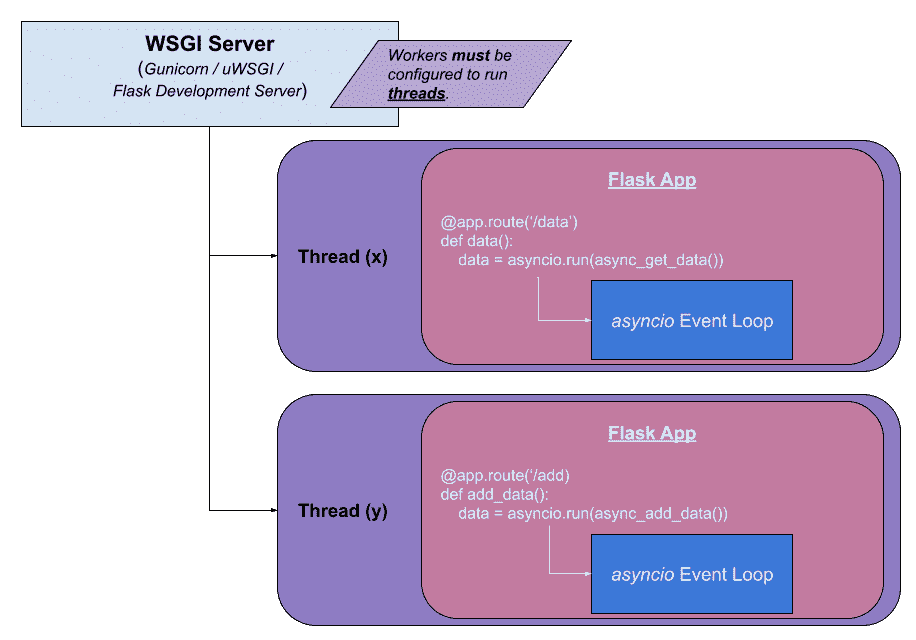 WSGI Server
(Gunicorn / uWSGI /
Flask Development Server)
Workers must be
configured to run
threads.
Thread (x)
Flask App
@app.route(‘/data’)
def data():
data = asyncio.run(async_get_data())
asyncio Event Loop
Thread (y)
Flask App
@app.route(‘/add)
def add_data():
data = asyncio.run(async_add_data())
asyncio Event Loop